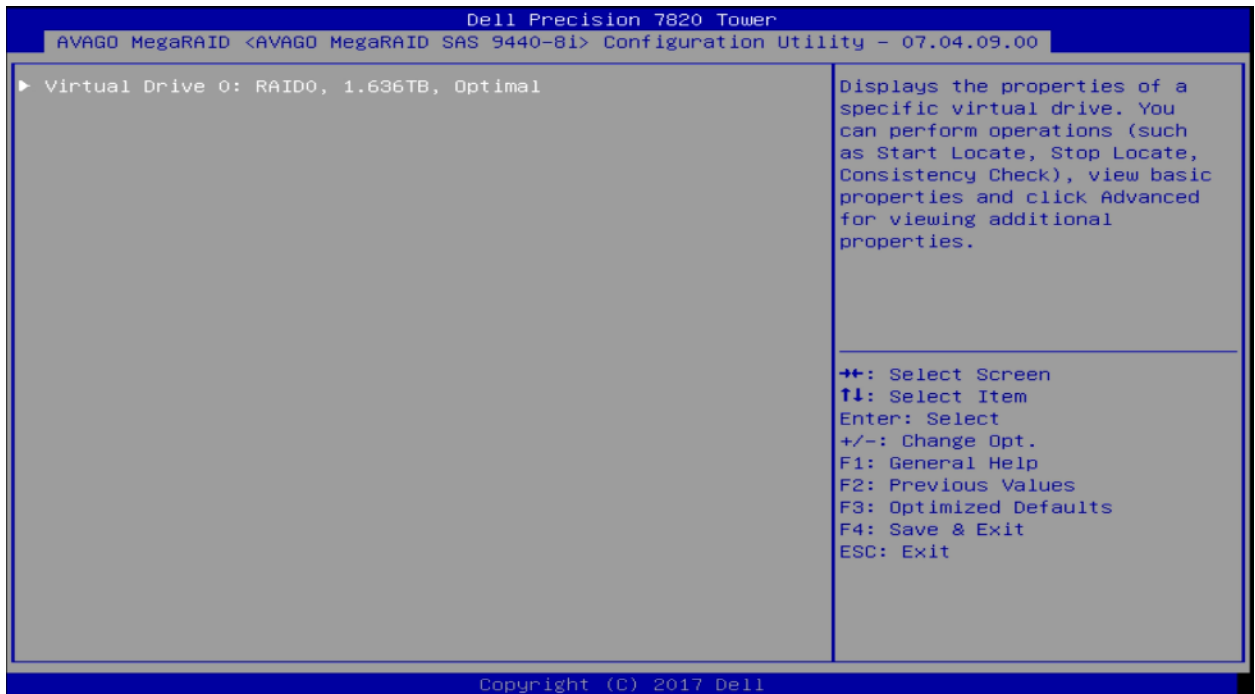 Dell Precision 7820 Tower
AVAGO MegaRAID <AVAGO MegaRAID SAS 9440-8i> Configuration Utility - 07.04.09.00
▶ Virtual Drive 0: RAID0, 1.636TB, Optimal
Displays the properties of a
specific virtual drive. You
can perform operations (such
as Start Locate, Stop Locate,
Consistency Check), view basic
properties and click Advanced
for viewing additional
properties.
→←: Select Screen
↑↓: Select Item
Enter: Select
+/-: Change Opt.
F1: General Help
F2: Previous Values
F3: Optimized Defaults
F4: Save & Exit
ESC: Exit
Copyright (C) 2017 Dell